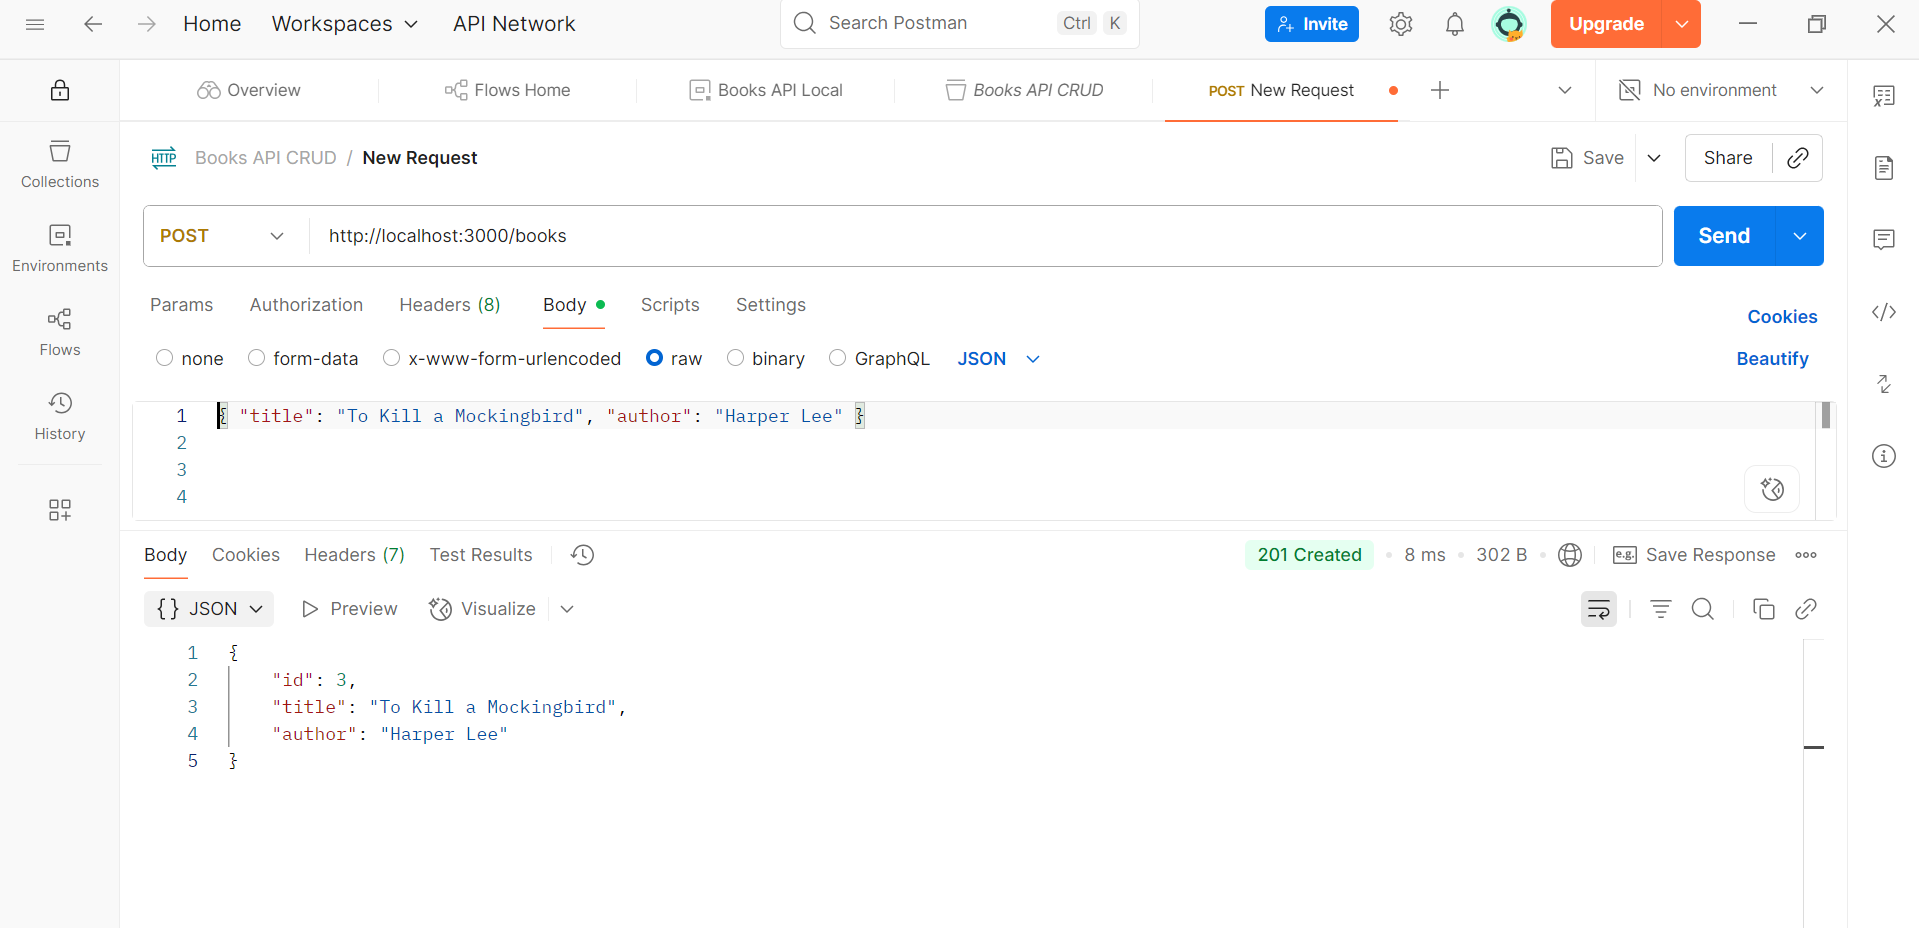 Home Workspaces API Network Search Postman Ctrl K Invite Upgrade
Overview Flows Home Books API Local Books API CRUD POST New Request No environment
HTTP Books API CRUD / New Request Save Share
Collections
Environments
Flows
History
POST http://localhost:3000/books Send
Params Authorization Headers (8) Body Scripts Settings Cookies
none form-data x-www-form-urlencoded raw binary GraphQL JSON Beautify
1 { "title": "To Kill a Mockingbird", "author": "Harper Lee" }
2
3
4
Body Cookies Headers (7) Test Results 201 Created 8 ms 302 B e.g. Save Response
{} JSON Preview Visualize
1 {
2 "id": 3,
3 "title": "To Kill a Mockingbird",
4 "author": "Harper Lee"
5 }